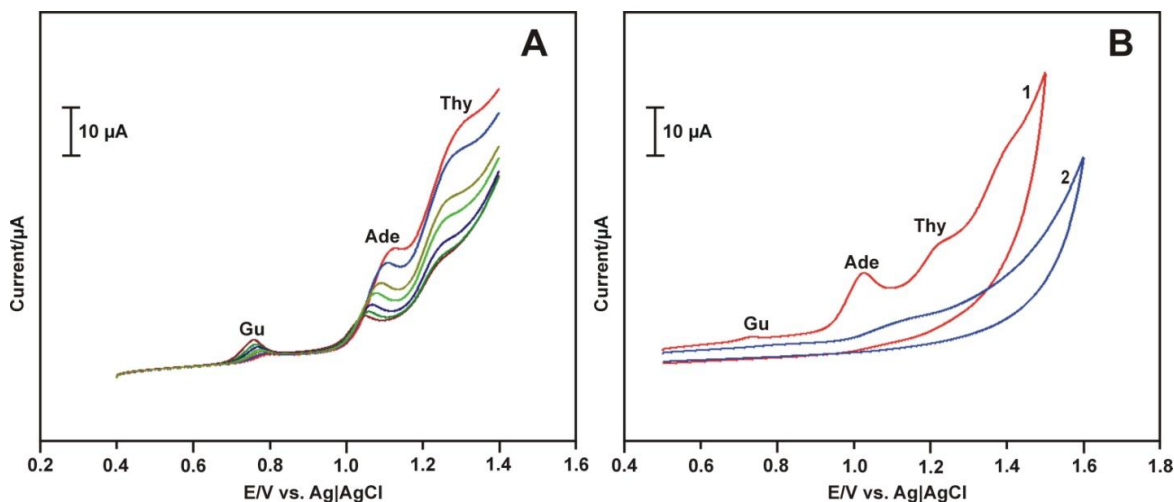 A
Thy
10 µA
Ade
Gu
Current/µA
0.2 0.4 0.6 0.8 1.0 1.2 1.4 1.6
E/V vs. Ag|AgCl
B
1
10 µA
2
Thy
Ade
Gu
Current/µA
0.4 0.6 0.8 1.0 1.2 1.4 1.6 1.8
E/V vs. Ag|AgCl